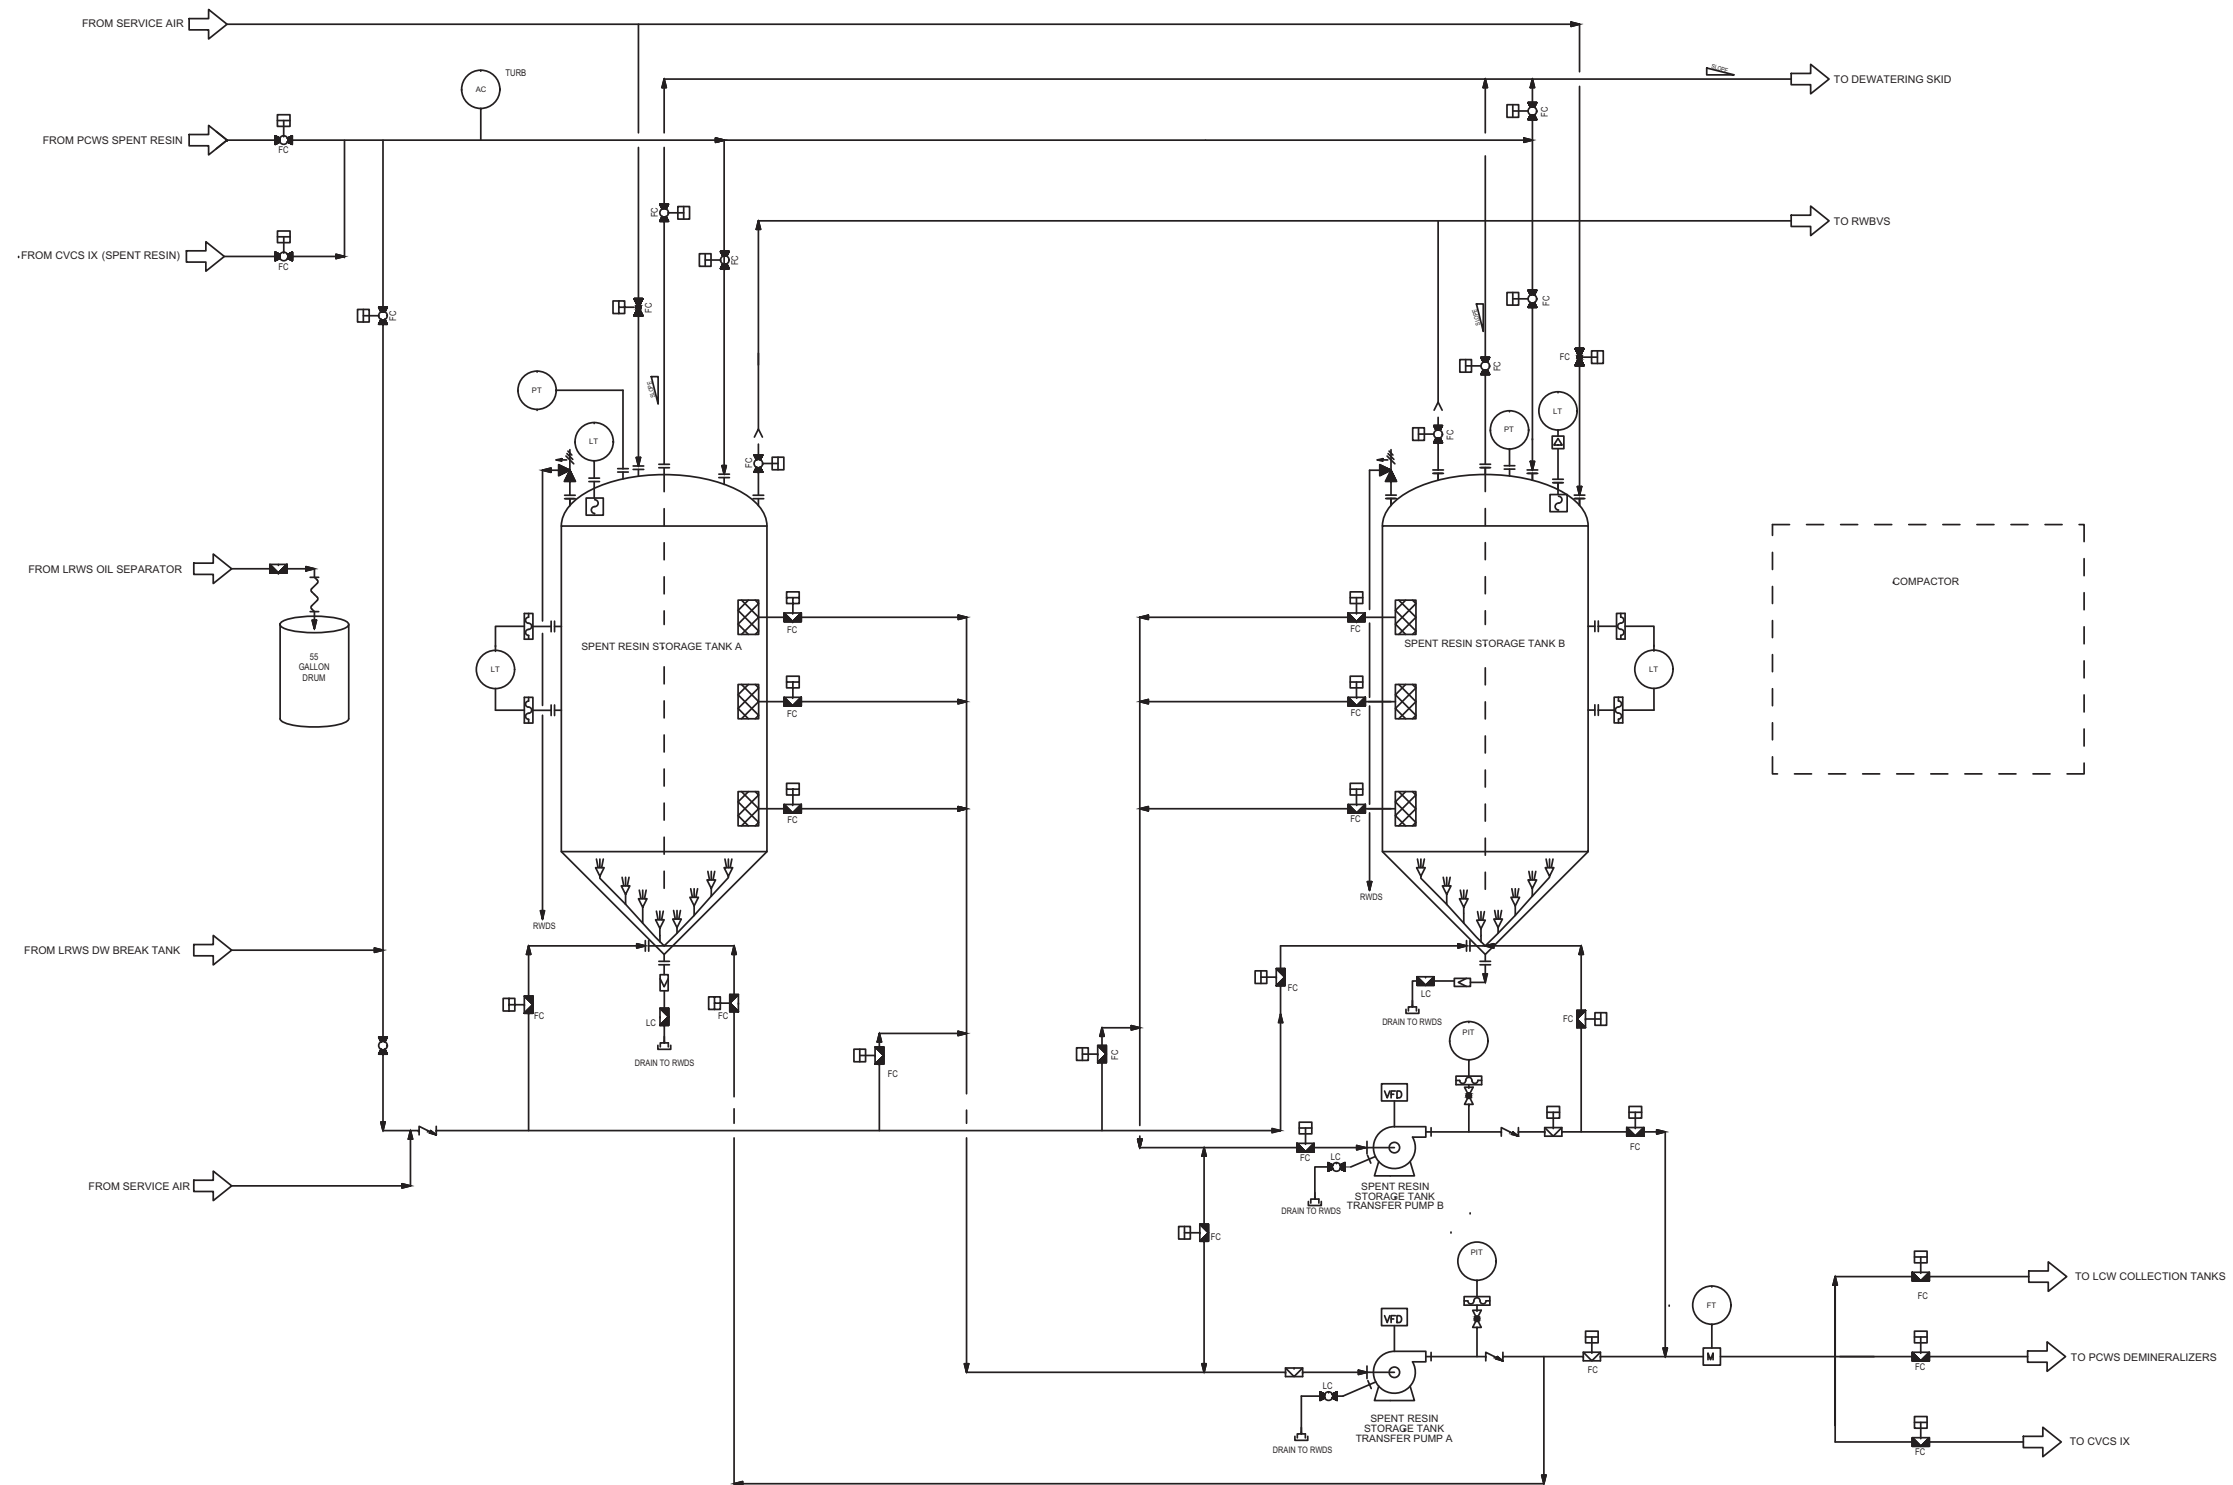 FROM SERVICE AIR
TURB
AC
SLOPE
TO DEWATERING SKID
FC
FROM PCWS SPENT RESIN
FC
FC
FC
TO RWBVS
FROM CVCS IX (SPENT RESIN)
FC
FC
FC
FC
FC
SLOPE
FC
FC
PT
SLOPE
LT
FC
FC
PT
LT
FROM LRWS OIL SEPARATOR
COMPACTOR
55
GALLON
DRUM
FC
FC
SPENT RESIN STORAGE TANK A
SPENT RESIN STORAGE TANK B
LT
LT
FC
FC
FC
FC
RWDS
RWDS
FROM LRWS DW BREAK TANK
FC
FC
LC
DRAIN TO RWDS
FC
LC
DRAIN TO RWDS
FC
PIT
FC
FC
VFD
FROM SERVICE AIR
FC
LC
FC
SPENT RESIN
STORAGE TANK
TRANSFER PUMP B
DRAIN TO RWDS
FC
PIT
VFD
FT
M
FC
TO LCW COLLECTION TANKS
FC
TO PCWS DEMINERALIZERS
FC
LC
SPENT RESIN
STORAGE TANK
TRANSFER PUMP A
DRAIN TO RWDS
FC
TO CVCS IX